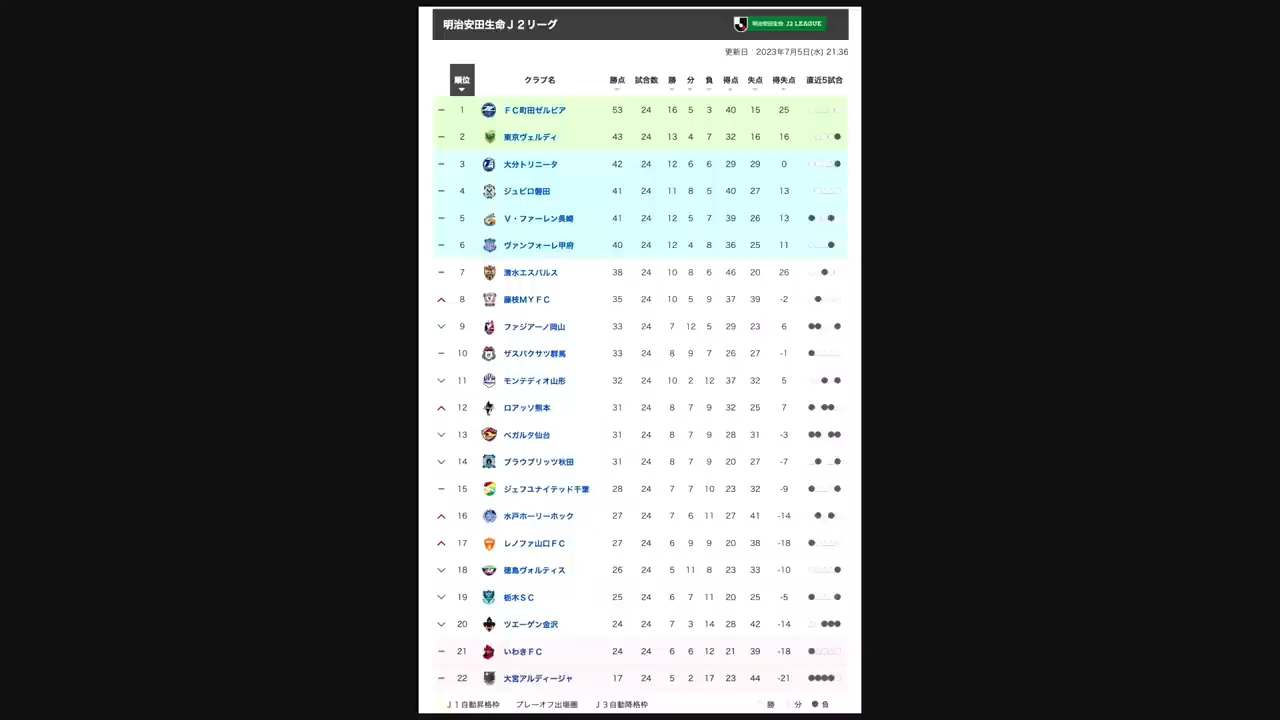 明治安田生命J2リーグ
明治安田生命 J2 LEAGUE
更新日:2023年7月5日(水) 21:36
順位 クラブ名 勝点 試合数 勝 分 負 得点 失点 得失点 直近5試合
1 FC町田ゼルビア 53 24 16 5 3 40 15 25
2 東京ヴェルディ 43 24 13 4 7 32 16 16
3 大分トリニータ 42 24 12 6 6 29 29 0
4 ジュビロ磐田 41 24 11 8 5 40 27 13
5 V・ファーレン長崎 41 24 12 5 7 39 26 13
6 ヴァンフォーレ甲府 40 24 12 4 8 36 25 11
7 清水エスパルス 38 24 10 8 6 46 20 26
8 藤枝MYFC 35 24 10 5 9 37 39 -2
9 ファジアーノ岡山 33 24 7 12 5 29 23 6
10 ザスパクサツ群馬 33 24 8 9 7 26 27 -1
11 モンテディオ山形 32 24 10 2 12 37 32 5
12 ロアッソ熊本 31 24 8 7 9 32 25 7
13 ベガルタ仙台 31 24 8 7 9 28 31 -3
14 ブラウブリッツ秋田 31 24 8 7 9 20 27 -7
15 ジェフユナイテッド千葉 28 24 7 7 10 23 32 -9
16 水戸ホーリーホック 27 24 7 6 11 27 41 -14
17 レノファ山口FC 27 24 6 9 9 20 38 -18
18 徳島ヴォルティス 26 24 5 11 8 23 33 -10
19 栃木SC 25 24 6 7 11 20 25 -5
20 ツエーゲン金沢 24 24 7 3 14 28 42 -14
21 いわきFC 24 24 6 6 12 21 39 -18
22 大宮アルディージャ 17 24 5 2 17 23 44 -21
J1自動昇格枠 プレーオフ出場圏 J3自動降格枠 勝 分 ●負